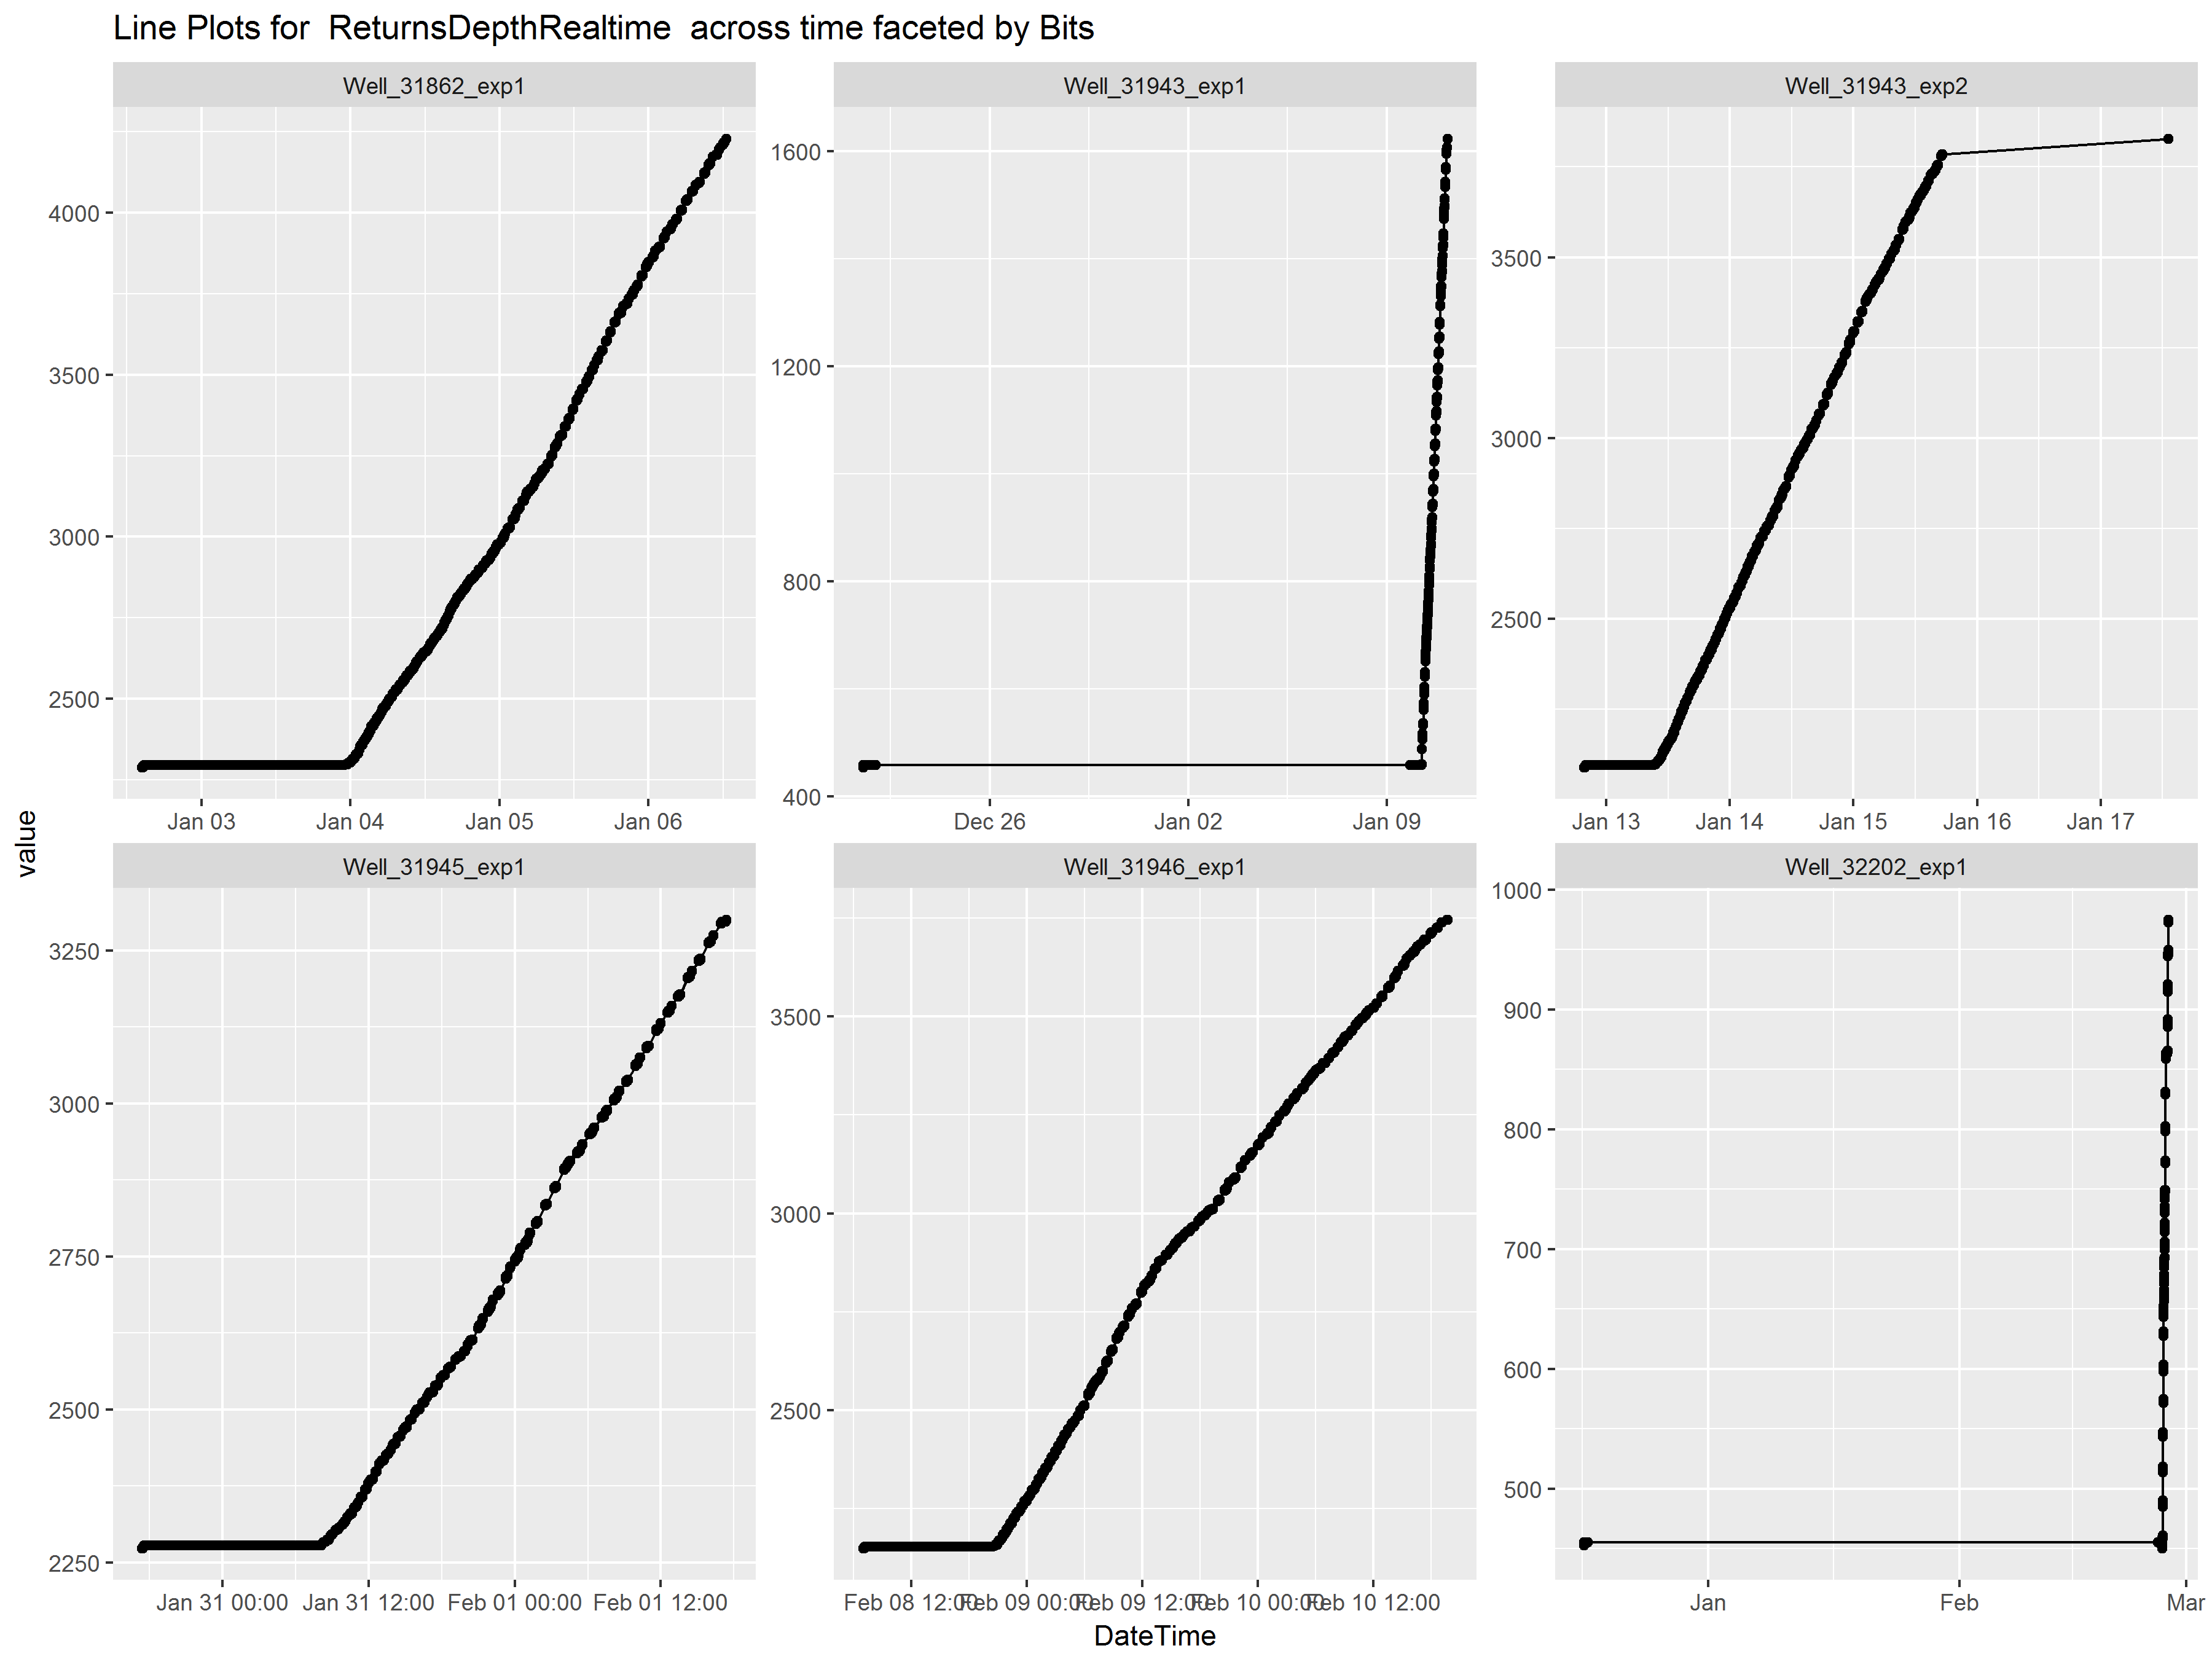 Line Plots for  ReturnsDepthRealtime  across time faceted by Bits
Well_31862_exp1
Well_31943_exp1
Well_31943_exp2
4000
3500
3000
2500
1600
1200
800
400
3500
3000
2500
Jan 03 Jan 04 Jan 05 Jan 06
Dec 26 Jan 02 Jan 09
Jan 13 Jan 14 Jan 15 Jan 16 Jan 17
value
Well_31945_exp1
Well_31946_exp1
Well_32202_exp1
3250
3000
2750
2500
2250
3500
3000
2500
1000
900
800
700
600
500
Jan 31 00:00 Jan 31 12:00 Feb 01 00:00 Feb 01 12:00
Feb 08 12:00 Feb 09 00:00 Feb 09 12:00 Feb 10 00:00 Feb 10 12:00
Jan Feb Mar
DateTime